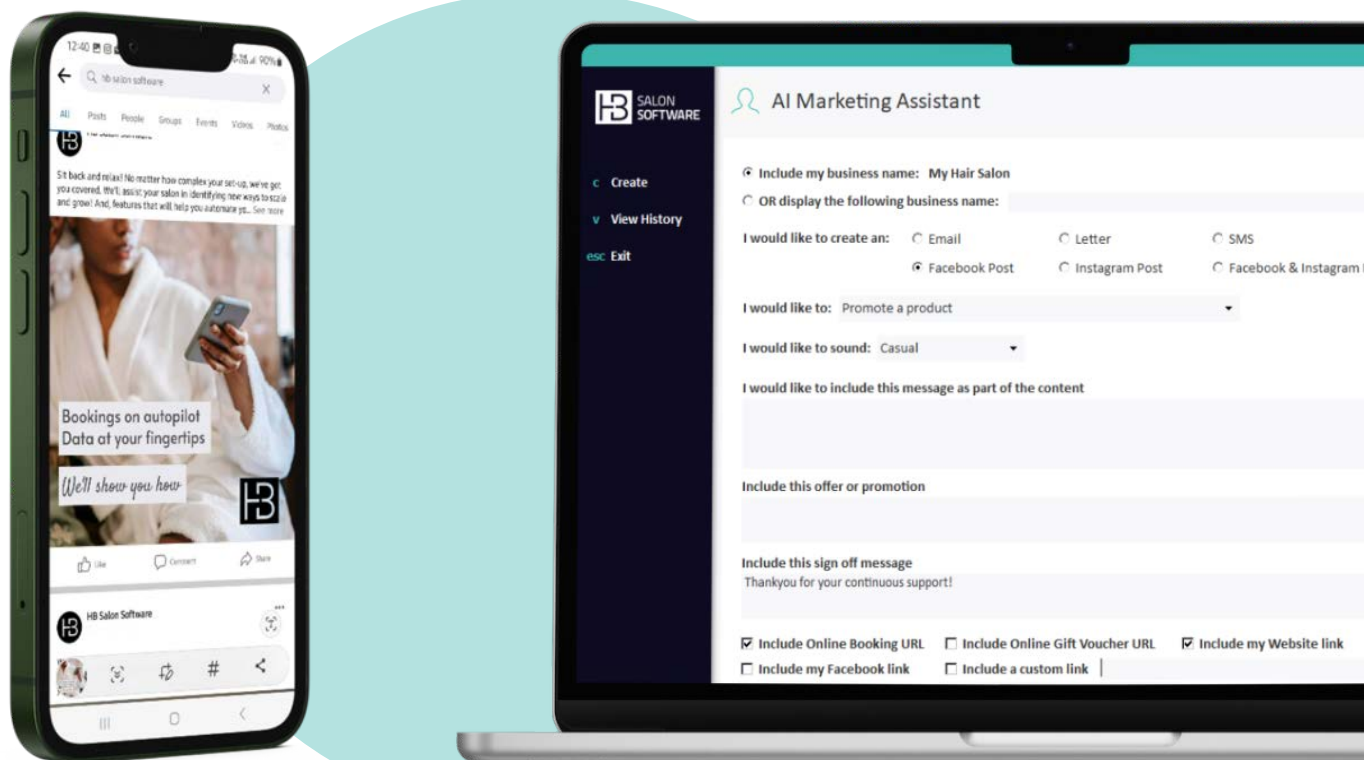 12:40
90%
hb salon software
X
All Posts People Groups Events Videos Photos
HB
Sit back and relax! No matter how complex your set-up, we've got
you covered. We'll assist your salon in identifying new ways to scale
and grow! And, features that will help you automate yo... See more
Bookings on autopilot
Data at your fingertips
We'll show you how
HB
Like Comment Share
HB HB Salon Software
#
HB SALON
SOFTWARE
c Create
v View History
esc Exit
AI Marketing Assistant
Include my business name: My Hair Salon
OR display the following business name:
I would like to create an: Email Letter SMS
Facebook Post Instagram Post Facebook & Instagram
I would like to: Promote a product
I would like to sound: Casual
I would like to include this message as part of the content
Include this offer or promotion
Include this sign off message
Thankyou for your continuous support!
Include Online Booking URL Include Online Gift Voucher URL Include my Website link
Include my Facebook link Include a custom link